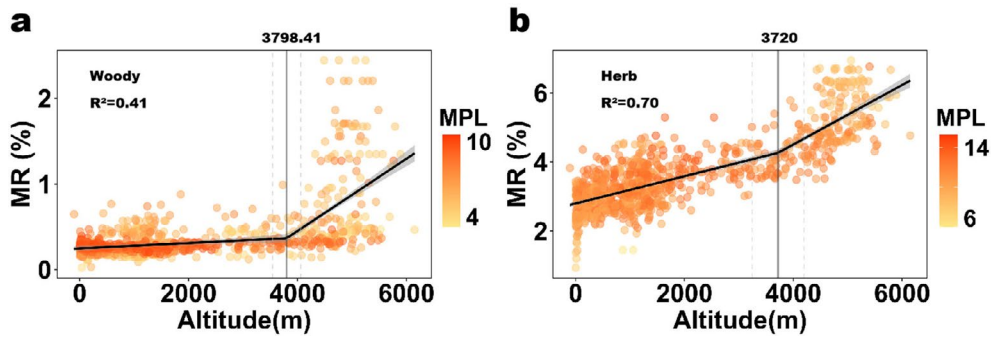 a
3798.41
Woody
R²=0.41
MR (%)
2
1
0
0
2000
4000
6000
Altitude(m)
MPL
10
4
b
3720
Herb
R²=0.70
MR (%)
6
4
2
0
2000
4000
6000
Altitude(m)
MPL
14
6